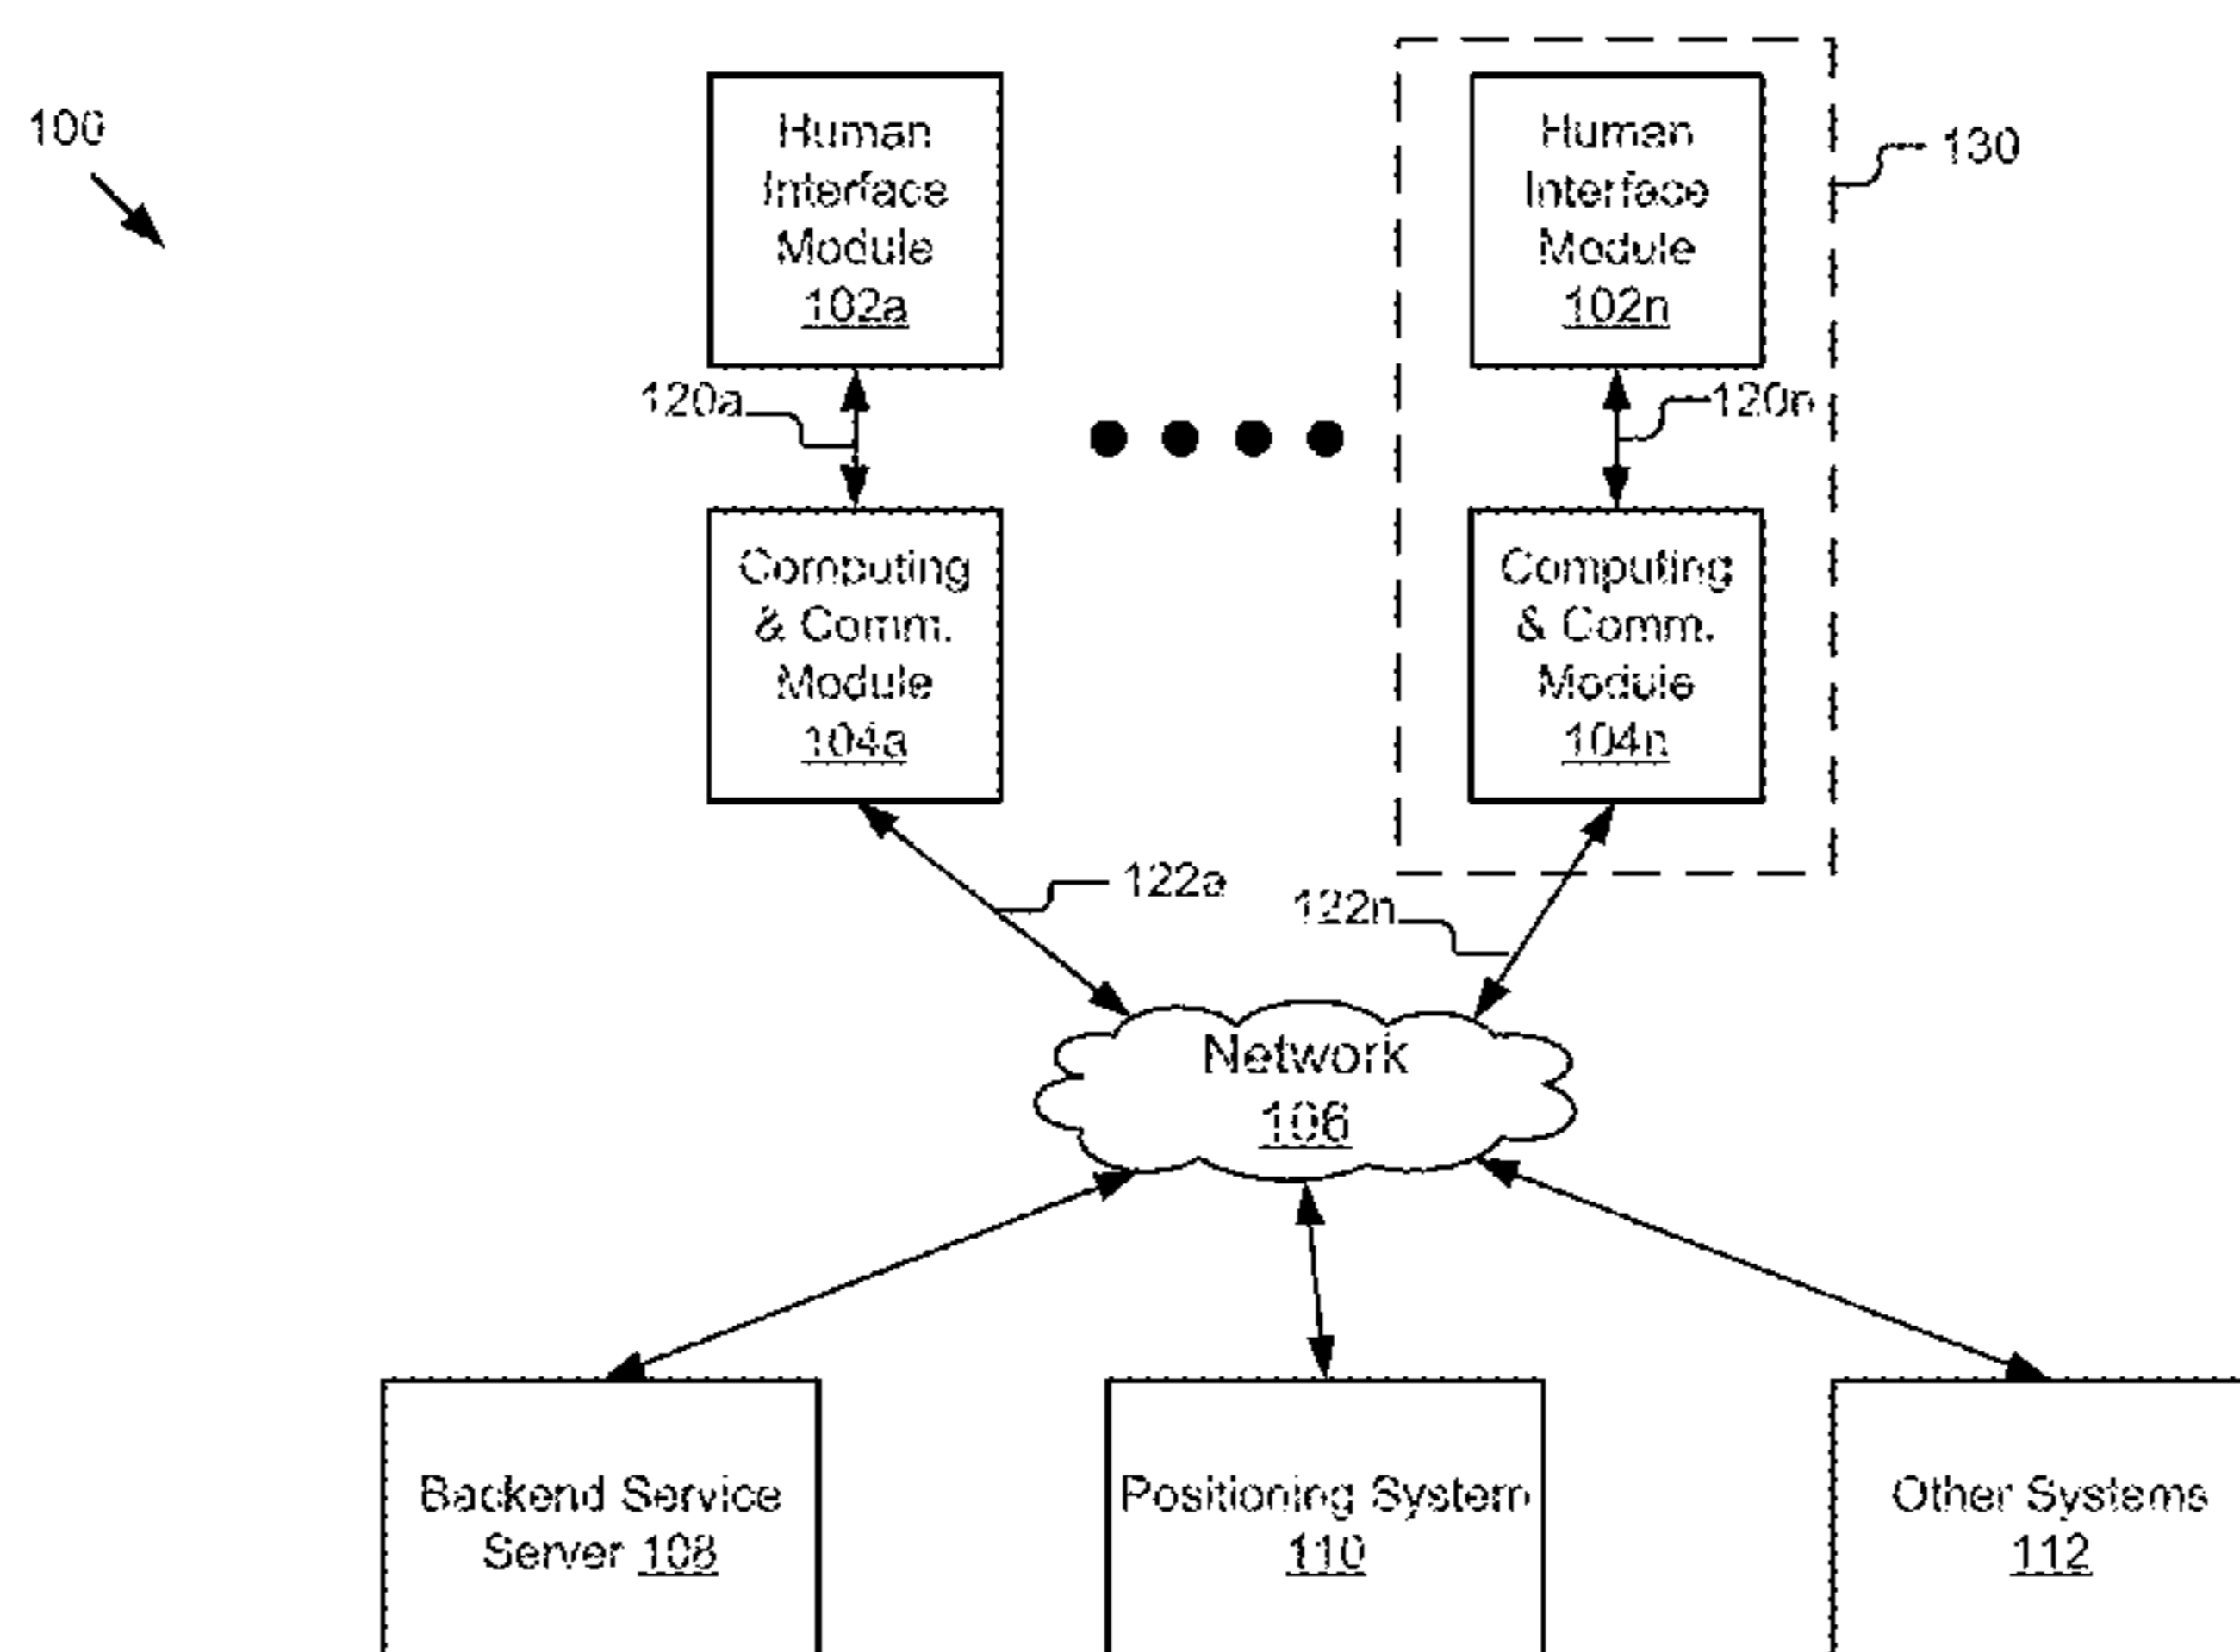 100
Human
Interface
Module
102a
Human
Interface
Module
102n
130
120a
120n
Computing
& Comm.
Module
104a
Computing
& Comm.
Module
104n
122a
122n
Network
106
Backend Service
Server 108
Positioning System
110
Other Systems
112